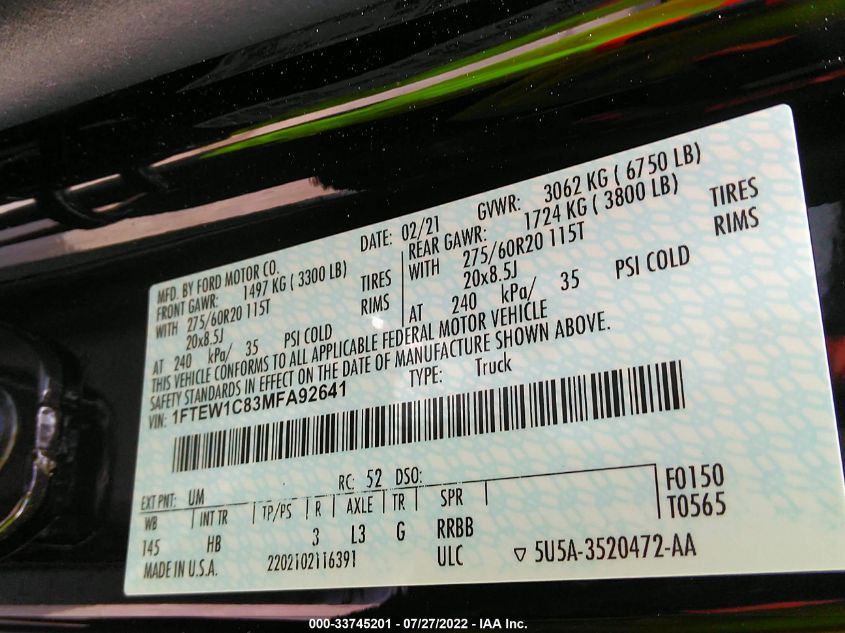 MFD. BY FORD MOTOR CO.
DATE: 02/21
GVWR: 3062 KG ( 6750 LB)
FRONT GAWR: 1497 KG ( 3300 LB)
REAR GAWR: 1724 KG ( 3800 LB)
WITH 275/60R20 115T TIRES
WITH 275/60R20 115T TIRES
20x8.5J RIMS
20x8.5J RIMS
AT 240 kPa/ 35 PSI COLD
AT 240 kPa/ 35 PSI COLD
THIS VEHICLE CONFORMS TO ALL APPLICABLE FEDERAL MOTOR VEHICLE
SAFETY STANDARDS IN EFFECT ON THE DATE OF MANUFACTURE SHOWN ABOVE.
VIN: 1FTEW1C83MFA92641
TYPE: Truck
EXT PNT: UM RC: 52 DSO:
WB INT TR TP/PS R AXLE TR SPR
145 HB 3 L3 G RRBB
F0150
T0565
MADE IN U.S.A. 2202102116391 ULC ▽ 5U5A-3520472-AA
000-33745201 - 07/27/2022 - IAA Inc.